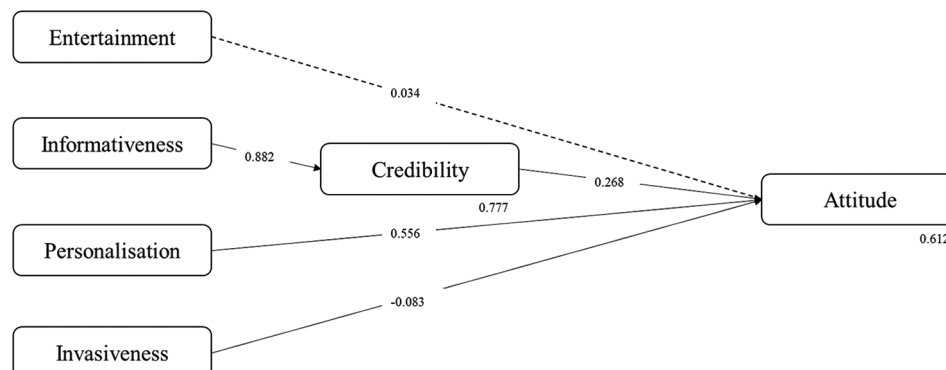 Entertainment
0.034
Informativeness
0.882
Credibility
0.268
0.777
Attitude
0.612
Personalisation
0.556
-0.083
Invasiveness